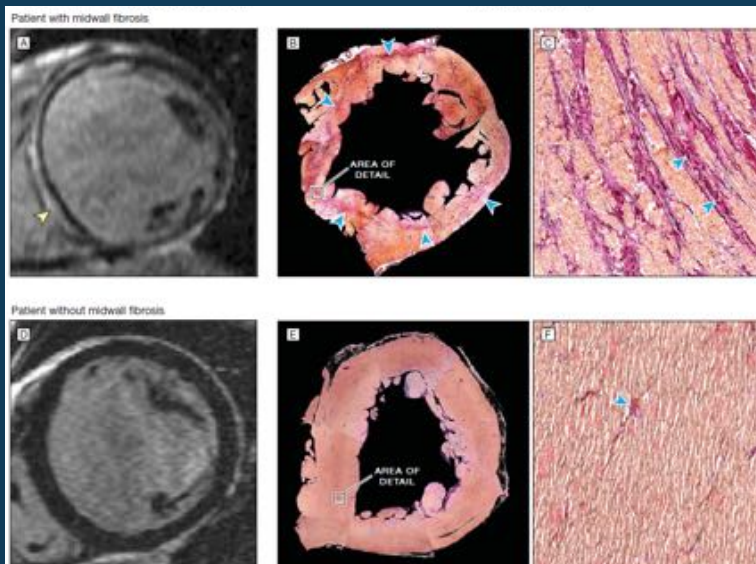 Patient with midwall fibrosis
A
B
C
AREA OF
DETAIL
Patient without midwall fibrosis
D
E
F
AREA OF
DETAIL